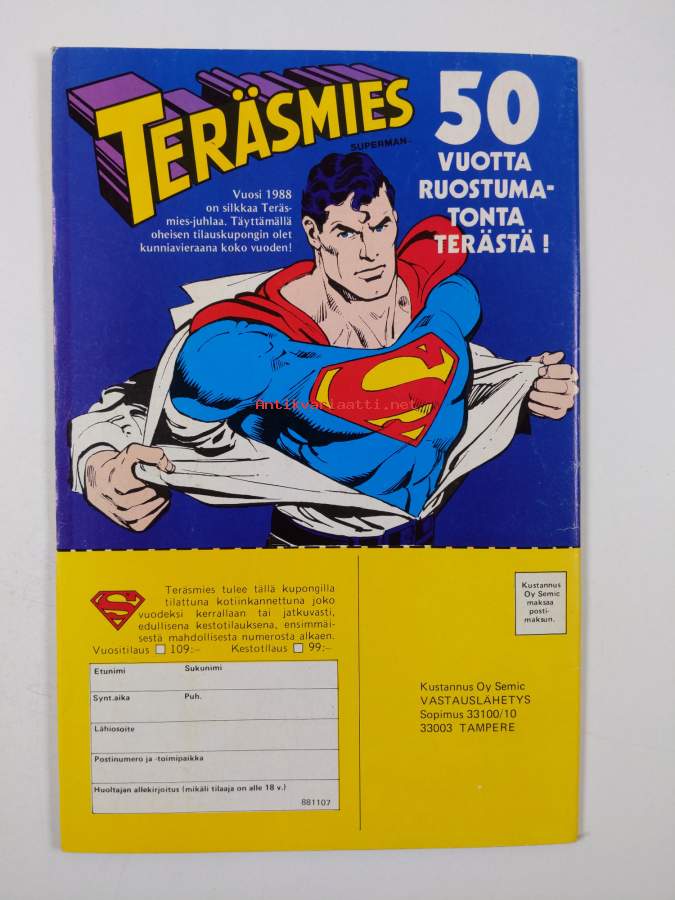 TERÄSMIES
SUPERMAN™
50
VUOTTA
RUOSTUMA-
TONTA
TERÄSTÄ!
Vuosi 1988
on silkkaa Teräs-
mies-juhlaa. Täyttämällä
oheisen tilauskupongin olet
kunniavieraana koko vuoden!
Antikvariaatti.net
Teräsmies tulee tällä kupongilla
tilattuna kotiinkannettuna joko
vuodeksi kerrallaan tai jatkuvasti,
edullisena kestotilauksena, ensimmäi-
sestä mahdollisesta numerosta alkaen.
Vuositilaus 109:– Kestotilaus 99:–
Etunimi Sukunimi
Synt.aika Puh.
Lähiosoite
Postinumero ja -toimipaikka
Huoltajan allekirjoitus (mikäli tilaaja on alle 18 v.)
881107
Kustannus
Oy Semic
maksaa
posti-
maksun.
Kustannus Oy Semic
VASTAUSLÄHETYS
Sopimus 33100/10
33003 TAMPERE